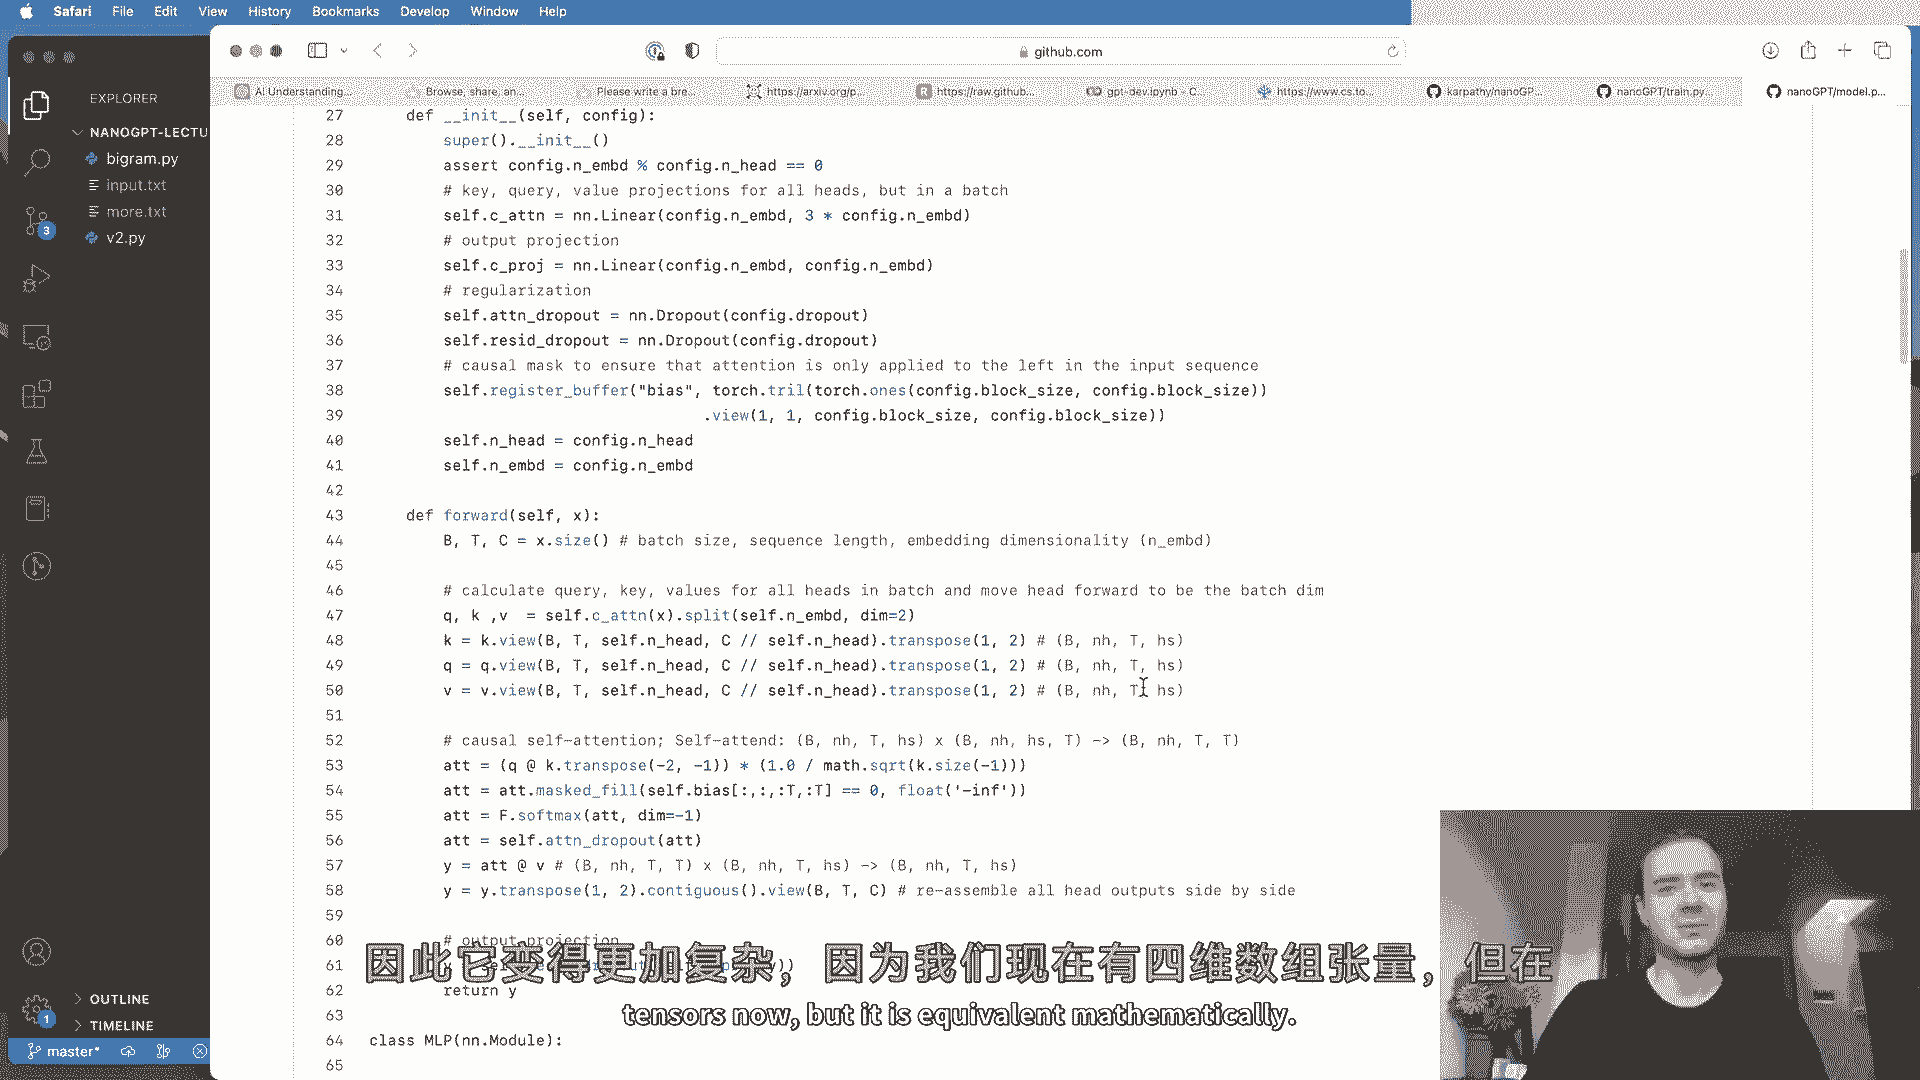 Safari File Edit View History Bookmarks Develop Window Help
github.com
AI Understanding... Browse, share, an... Please write a bre... https://arxiv.org/p... https://raw.github... gpt-dev.ipynb - C... https://www.cs.to... karpathy/nanoGP... nanoGPT/train.py... nanoGPT/model.p...
EXPLORER
NANOGPT-LECTU
bigram.py
input.txt
more.txt
v2.py
3
OUTLINE
TIMELINE
1
master*
27 def __init__(self, config):
28 super().__init__()
29 assert config.n_embd % config.n_head == 0
30 # key, query, value projections for all heads, but in a batch
31 self.c_attn = nn.Linear(config.n_embd, 3 * config.n_embd)
32 # output projection
33 self.c_proj = nn.Linear(config.n_embd, config.n_embd)
34 # regularization
35 self.attn_dropout = nn.Dropout(config.dropout)
36 self.resid_dropout = nn.Dropout(config.dropout)
37 # causal mask to ensure that attention is only applied to the left in the input sequence
38 self.register_buffer("bias", torch.tril(torch.ones(config.block_size, config.block_size))
39 .view(1, 1, config.block_size, config.block_size))
40 self.n_head = config.n_head
41 self.n_embd = config.n_embd
42
43 def forward(self, x):
44 B, T, C = x.size() # batch size, sequence length, embedding dimensionality (n_embd)
45
46 # calculate query, key, values for all heads in batch and move head forward to be the batch dim
47 q, k ,v  = self.c_attn(x).split(self.n_embd, dim=2)
48 k = k.view(B, T, self.n_head, C // self.n_head).transpose(1, 2) # (B, nh, T, hs)
49 q = q.view(B, T, self.n_head, C // self.n_head).transpose(1, 2) # (B, nh, T, hs)
50 v = v.view(B, T, self.n_head, C // self.n_head).transpose(1, 2) # (B, nh, T, hs)
51
52 # causal self-attention; Self-attend: (B, nh, T, hs) x (B, nh, hs, T) -> (B, nh, T, T)
53 att = (q @ k.transpose(-2, -1)) * (1.0 / math.sqrt(k.size(-1)))
54 att = att.masked_fill(self.bias[:,:,:T,:T] == 0, float('-inf'))
55 att = F.softmax(att, dim=-1)
56 att = self.attn_dropout(att)
57 y = att @ v # (B, nh, T, T) x (B, nh, T, hs) -> (B, nh, T, hs)
58 y = y.transpose(1, 2).contiguous().view(B, T, C) # re-assemble all head outputs side by side
59
60 # output projection
61
62 return y
63
64 class MLP(nn.Module):
65
因此它变得更加复杂，因为我们现在有四维数组张量，但在
tensors now, but it is equivalent mathematically.